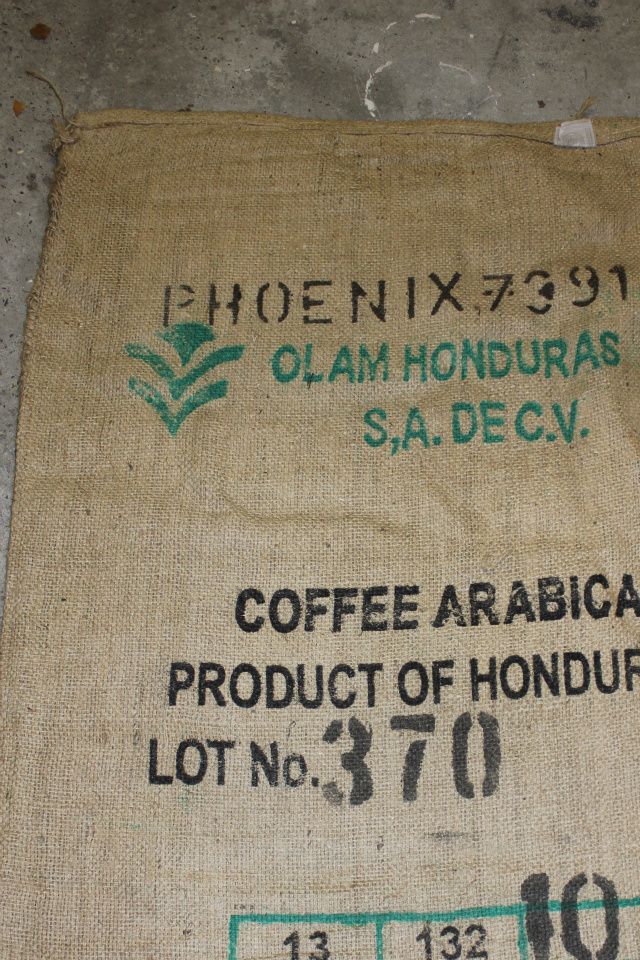 PHOENIX,7391
OLAM HONDURAS
S,A. DE C.V.
COFFEE ARABICA
PRODUCT OF HONDUR
LOT No. 370
13 132 10